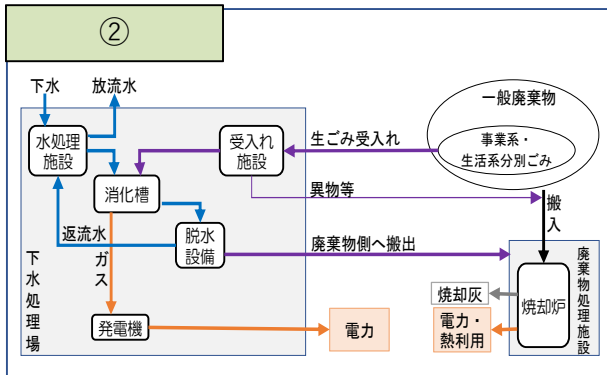 ②
下水
放流水
一般廃棄物
水処理
施設
受入れ
施設
生ごみ受入れ
事業系・
生活系分別ごみ
消化槽
異物等
搬入
返流水
脱水
設備
廃棄物側へ搬出
ガス
下水処理場
焼却灰
焼却炉
廃棄物処理施設
発電機
電力
電力・
熱利用